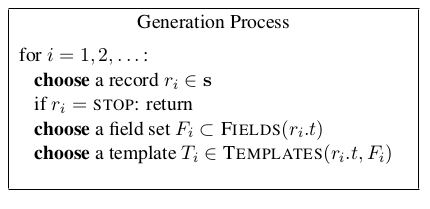 Generation Process
for i = 1, 2, . . . :
choose a record r_i ∈ s
if r_i = STOP: return
choose a field set F_i ⊂ FIELDS(r_i.t)
choose a template T_i ∈ TEMPLATES(r_i.t, F_i)